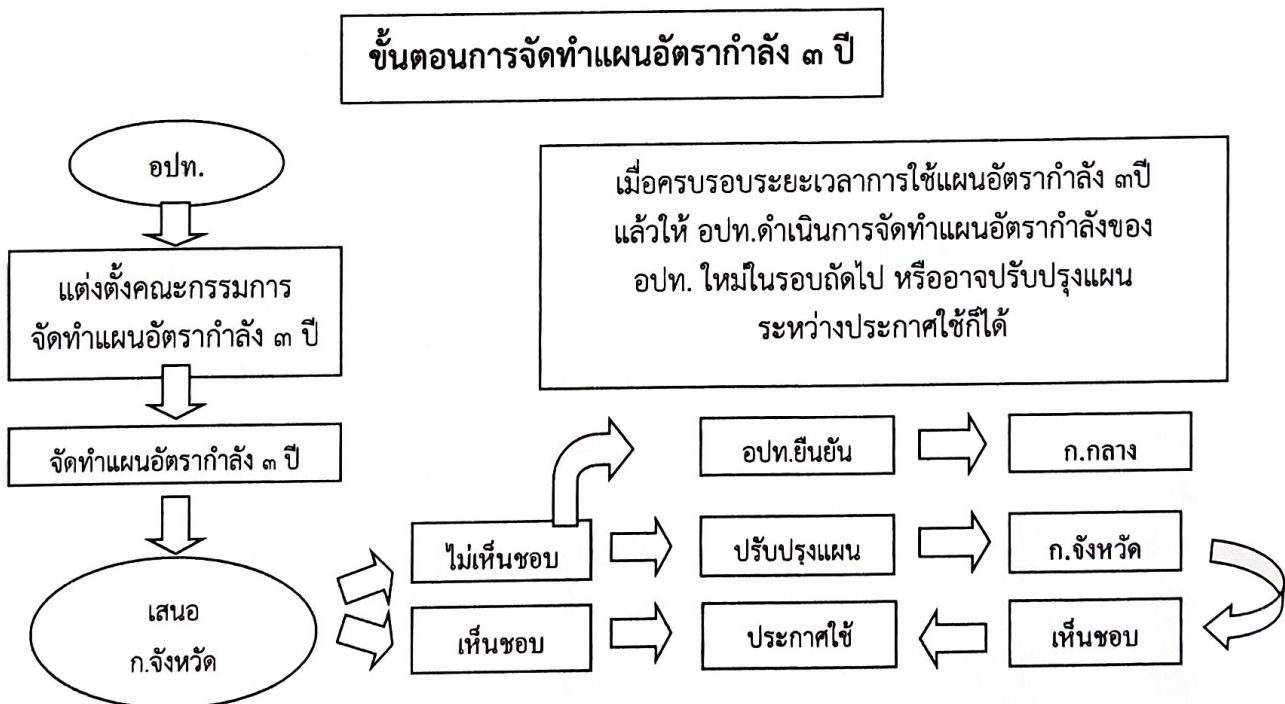 ขั้นตอนการจัดทำแผนอัตรากำลัง ๓ ปี
อปท.
แต่งตั้งคณะกรรมการ
จัดทำแผนอัตรากำลัง ๓ ปี
จัดทำแผนอัตรากำลัง ๓ ปี
เสนอ
ก.จังหวัด
เมื่อครบรอบระยะเวลาการใช้แผนอัตรากำลัง ๓ปี
แล้วให้ อปท.ดำเนินการจัดทำแผนอัตรากำลังของ
อปท. ใหม่ในรอบถัดไป หรืออาจปรับปรุงแผน
ระหว่างประกาศใช้ก็ได้
อปท.ยืนยัน
ก.กลาง
ไม่เห็นชอบ
ปรับปรุงแผน
ก.จังหวัด
เห็นชอบ
ประกาศใช้
เห็นชอบ